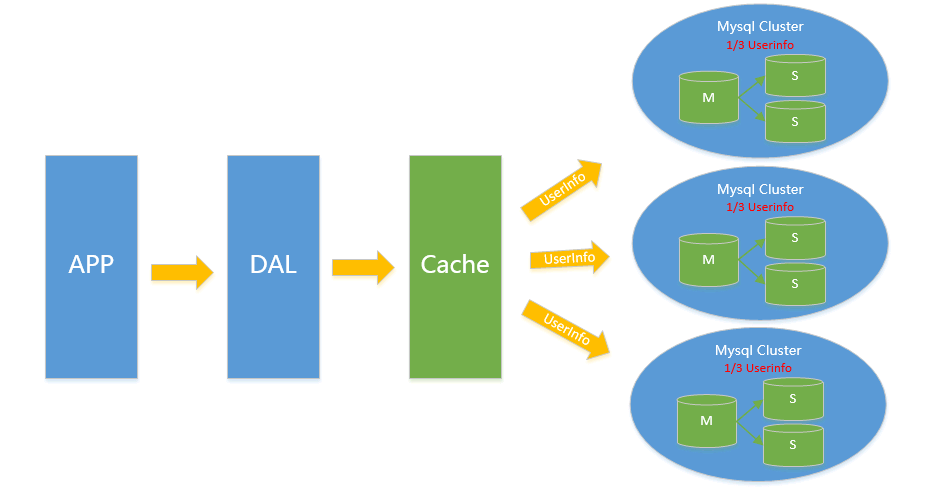 APP
DAL
Cache
UserInfo
UserInfo
UserInfo
Mysql Cluster
1/3 Userinfo
M
S
S
Mysql Cluster
1/3 Userinfo
M
S
S
Mysql Cluster
1/3 Userinfo
M
S
S